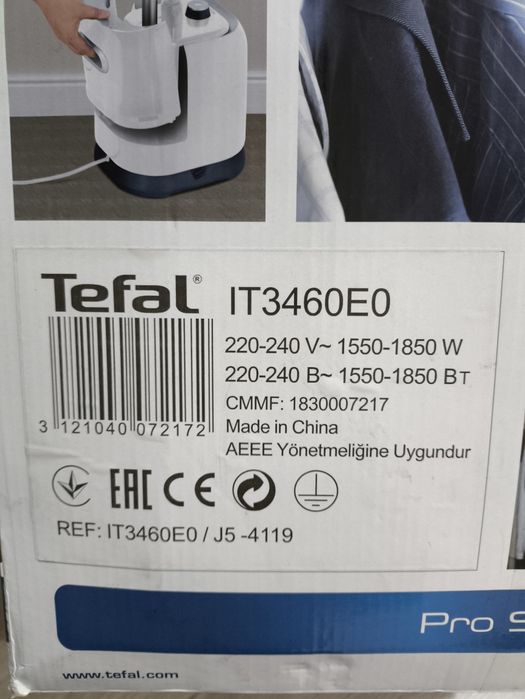 Tefal® IT3460E0
220-240 V~ 1550-1850 W
220-240 В~ 1550-1850 Вт
CMMF: 1830007217
Made in China
AEEE Yönetmeliğine Uygundur
3 121040 072172
EAC CE
REF: IT3460E0 / J5 -4119
Pro S
www.tefal.com